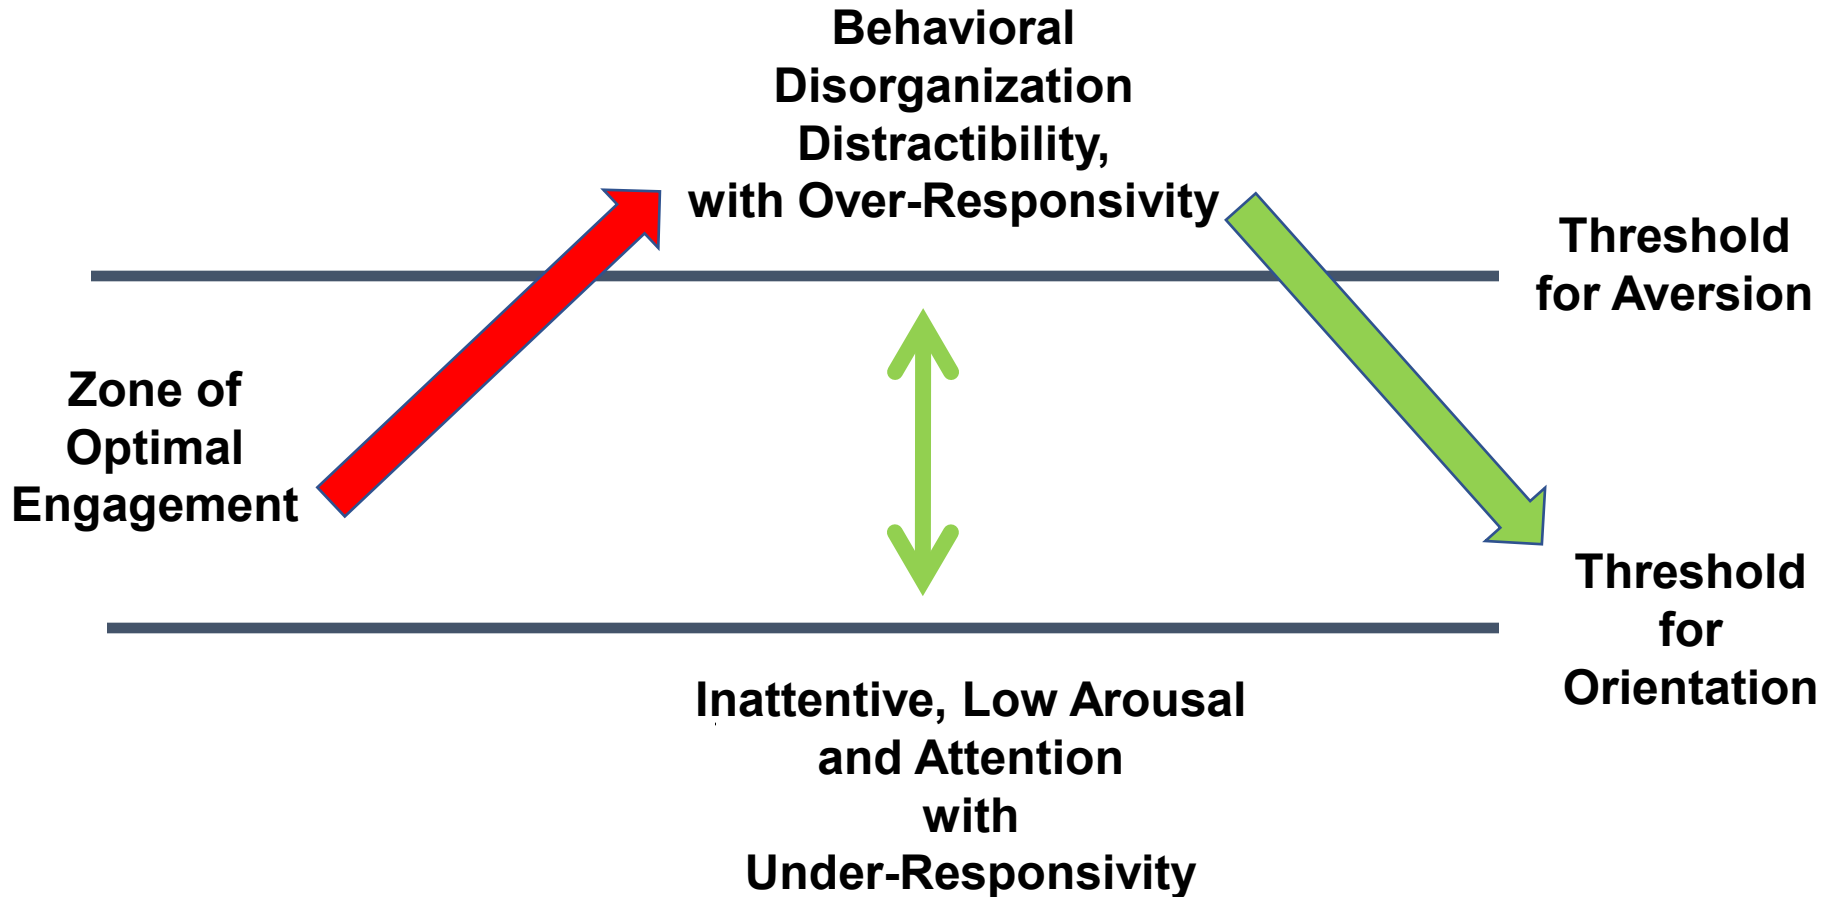 Behavioral
Disorganization
Distractibility,
with Over-Responsivity
Threshold
for Aversion
Zone of
Optimal
Engagement
Threshold
for
Orientation
Inattentive, Low Arousal
and Attention
with
Under-Responsivity